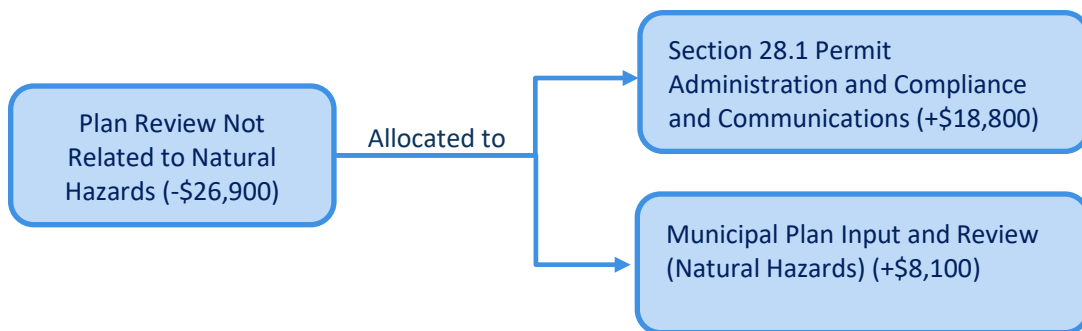 Plan Review Not
Related to Natural
Hazards (-$26,900)
Allocated to
Section 28.1 Permit
Administration and Compliance
and Communications (+$18,800)
Municipal Plan Input and Review
(Natural Hazards) (+$8,100)